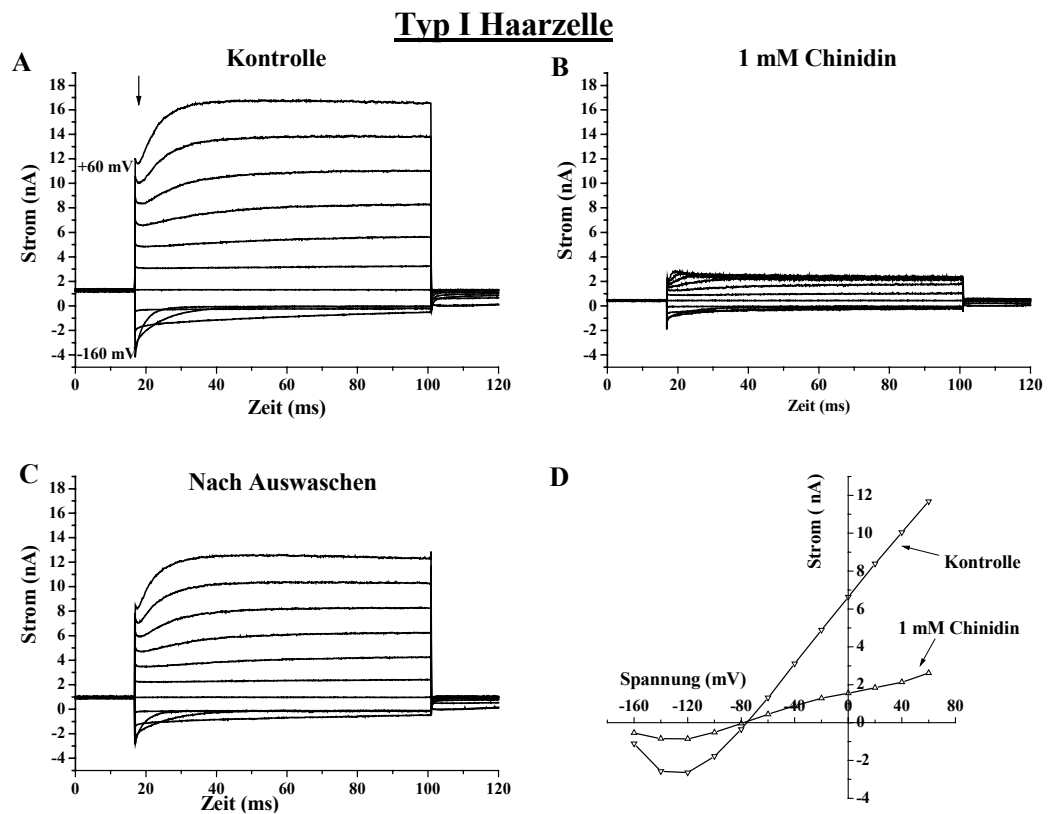 Typ I Haarzelle
A
Kontrolle
18
16
14
12
10
8
6
4
2
0
-2
-4
Strom (nA)
+60 mV
-160 mV
0 20 40 60 80 100 120
Zeit (ms)
B
1 mM Chinidin
18
16
14
12
10
8
6
4
2
0
-2
-4
Strom (nA)
0 20 40 60 80 100 120
Zeit (ms)
C
Nach Auswaschen
18
16
14
12
10
8
6
4
2
0
-2
-4
Strom (nA)
0 20 40 60 80 100 120
Zeit (ms)
D
Strom ( nA)
12
10
8
6
4
2
0
-2
-4
Kontrolle
1 mM Chinidin
Spannung (mV)
-160 -120 -80 -40 0 40 80